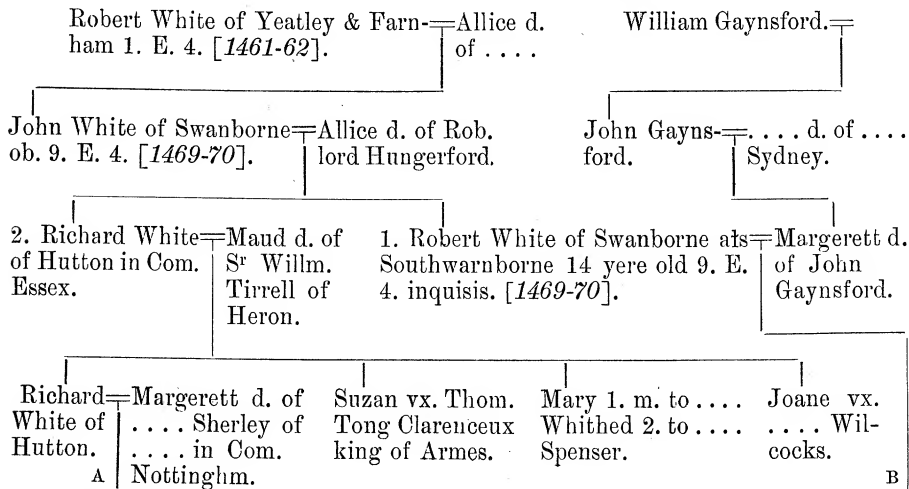 Robert White of Yeatley & Farn-
ham 1. E. 4. [1461-62].
Allice d.
of . . . .
William Gaynsford.
John White of Swanborne
ob. 9. E. 4. [1469-70].
Allice d. of Rob.
lord Hungerford.
John Gayns-
ford.
. . . . d. of . . . .
Sydney.
2. Richard White
of Hutton in Com.
Essex.
Maud d. of
Sr Willm.
Tirrell of
Heron.
1. Robert White of Swanborne ats
Southwarnborne 14 yere old 9. E.
4. inquisis. [1469-70].
Margerett d.
of John
Gaynsford.
Richard
White of
Hutton.
A
Margerett d. of
. . . . Sherley of
. . . . in Com.
Nottinghm.
Suzan vx. Thom.
Tong Clarenceux
king of Armes.
Mary 1. m. to . . . .
Whithed 2. to . . . .
Spenser.
Joane vx.
. . . . Wil-
cocks.
B